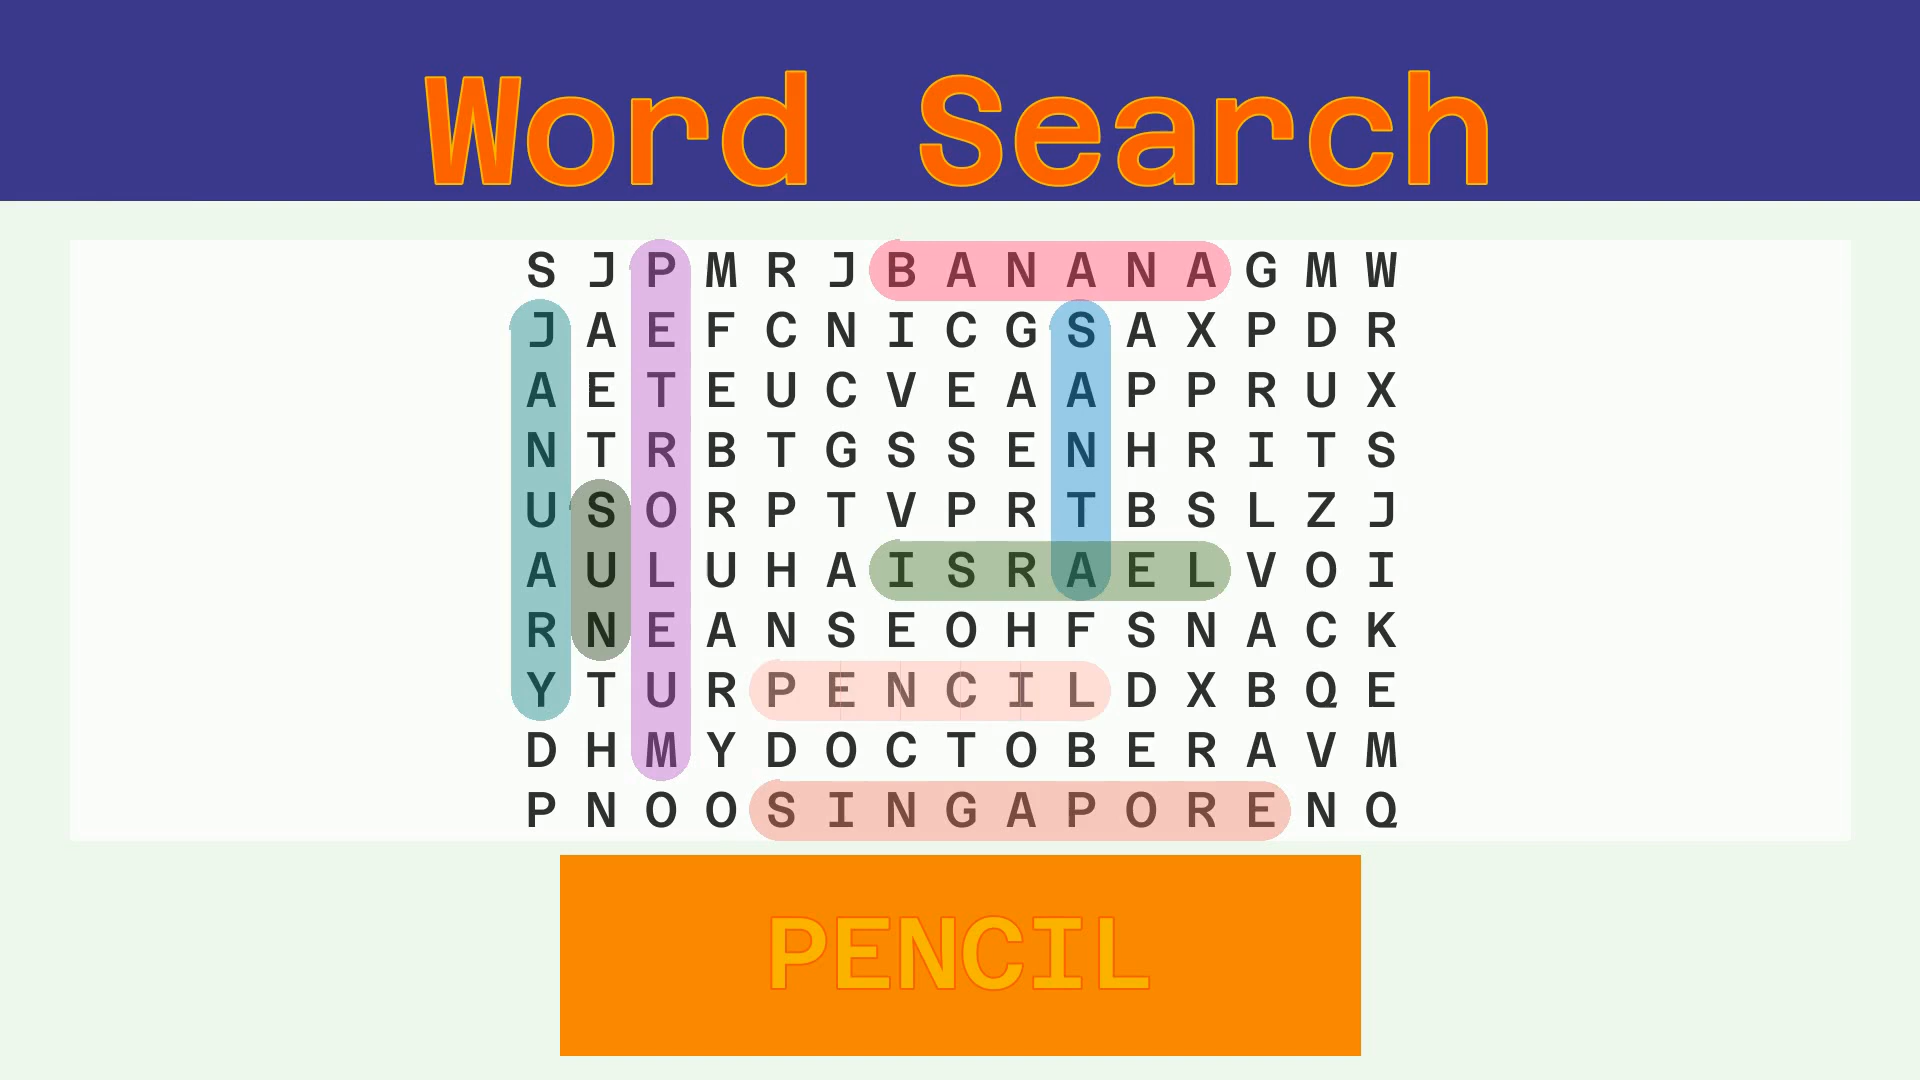 Word Search
S J P M R J B A N A N A G M W
J A E F C N I C G S A X P D R
A E T E U C V E A A P P R U X
N T R B T G S S E N H R I T S
U S O R P T V P R T B S L Z J
A U L U H A I S R A E L V O I
R N E A N S E O H F S N A C K
Y T U R P E N C I L D X B Q E
D H M Y D O C T O B E R A V M
P N O O S I N G A P O R E N Q
PENCIL